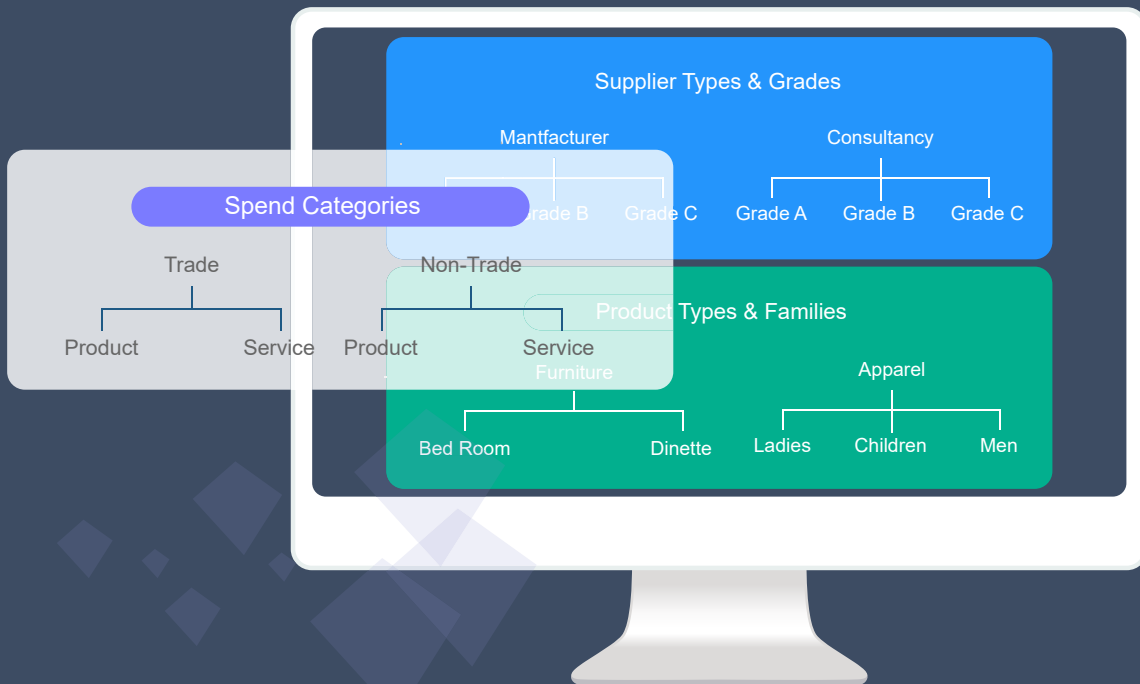 Supplier Types & Grades
Mantfacturer
Consultancy
Grade B
Grade C
Grade A
Grade B
Grade C
Spend Categories
Trade
Non-Trade
Product
Service
Product
Service
Product Types & Families
Furniture
Apparel
Bed Room
Dinette
Ladies
Children
Men